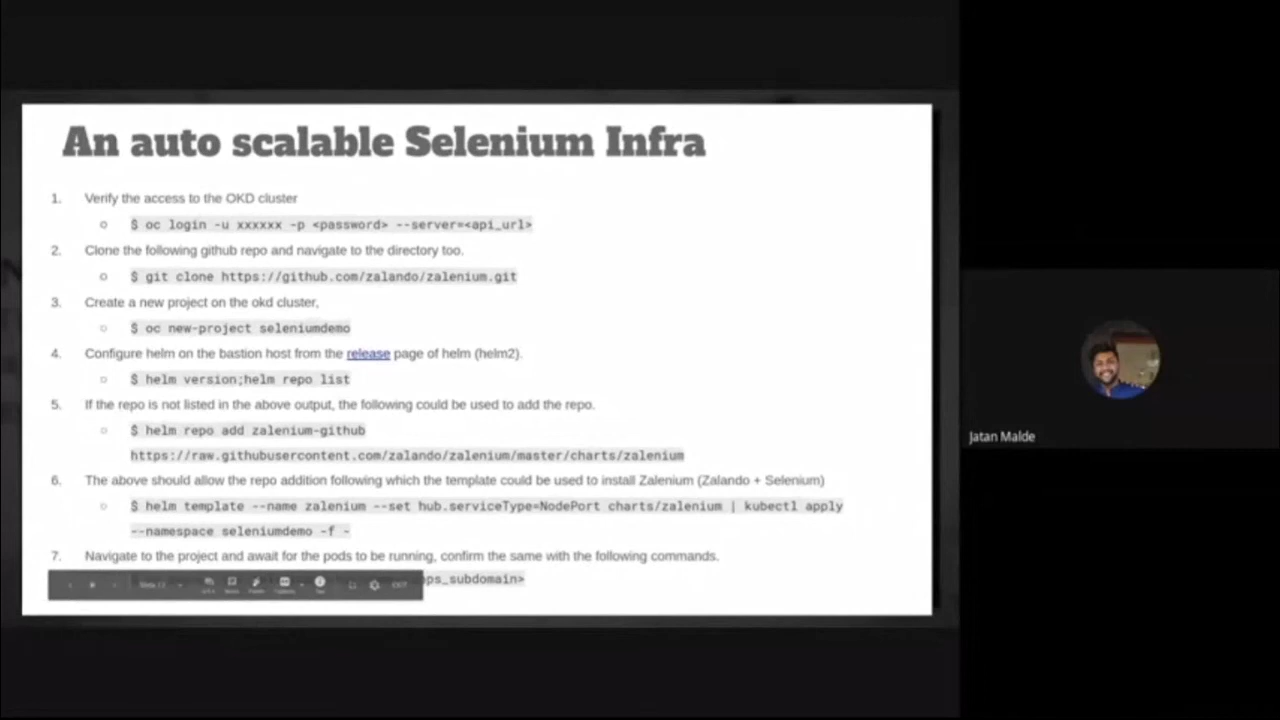 An auto scalable Selenium Infra
1. Verify the access to the OKD cluster
○ $ oc login -u xxxxxx -p <password> --server=<api_url>
2. Clone the following github repo and navigate to the directory too.
○ $ git clone https://github.com/zalando/zalenium.git
3. Create a new project on the okd cluster,
○ $ oc new-project seleniumdemo
4. Configure helm on the bastion host from the release page of helm (helm2).
○ $ helm version;helm repo list
5. If the repo is not listed in the above output, the following could be used to add the repo.
○ $ helm repo add zalenium-github
https://raw.githubusercontent.com/zalando/zalenium/master/charts/zalenium
6. The above should allow the repo addition following which the template could be used to install Zalenium (Zalando + Selenium)
○ $ helm template --name zalenium --set hub.serviceType=NodePort charts/zalenium | kubectl apply
--namespace seleniumdemo -f -
7. Navigate to the project and await for the pods to be running, confirm the same with the following commands.
ps_subdomain>
Jatan Malde